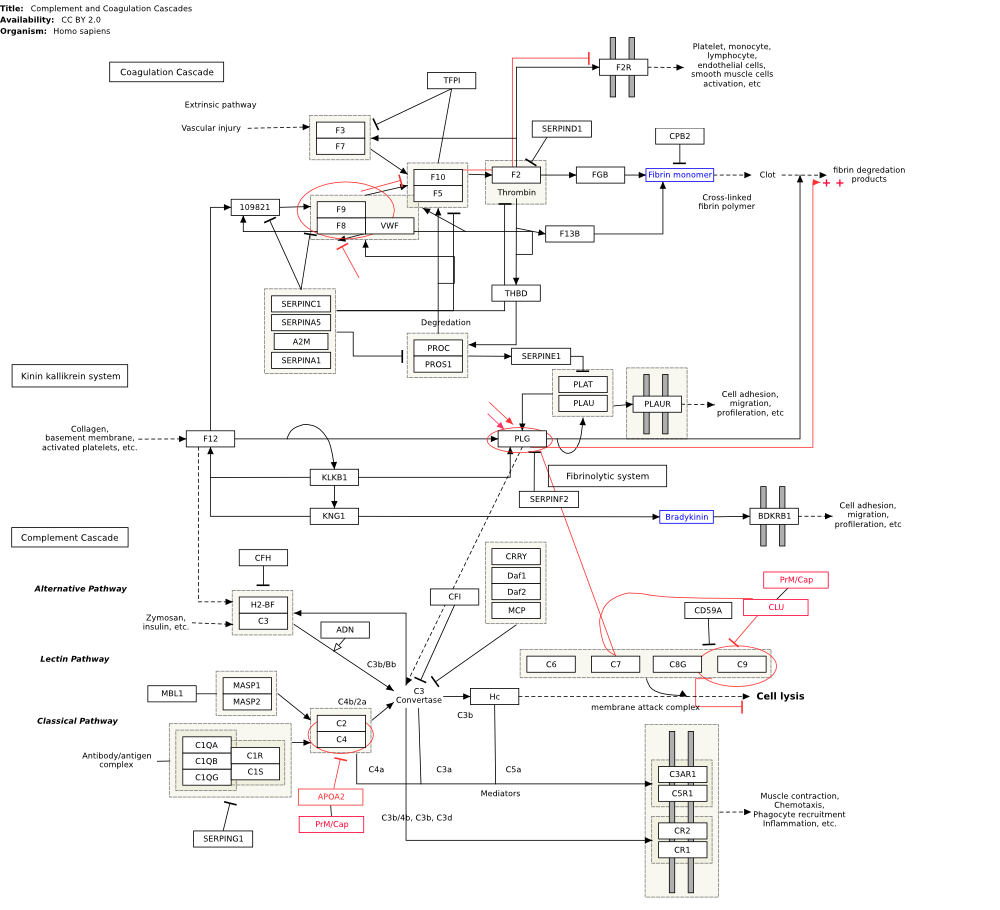 Title: Complement and Coagulation Cascades
Availability: CC BY 2.0
Organism: Homo sapiens
Platelet, monocyte,
lymphocyte,
endothelial cells,
smooth muscle cells
activation, etc
F2R
Coagulation Cascade
TFPI
Extrinsic pathway
Vascular injury
F3
F7
SERPIND1
CPB2
F10
F5
F2
Thrombin
FGB
Fibrin monomer
Clot
fibrin degredation
products
+ +
Cross-linked
fibrin polymer
109821
F9
F8
VWF
F13B
THBD
SERPINC1
SERPINA5
A2M
SERPINA1
Degredation
PROC
PROS1
SERPINE1
PLAT
PLAU
PLAUR
Cell adhesion,
migration,
profileration, etc
Kinin kallikrein system
Collagen,
basement membrane,
activated platelets, etc.
F12
PLG
KLKB1
Fibrinolytic system
SERPINF2
KNG1
Bradykinin
BDKRB1
Cell adhesion,
migration,
profileration, etc
Complement Cascade
CFH
CRRY
Daf1
Daf2
MCP
Alternative Pathway
H2-BF
C3
CFI
PrM/Cap
CLU
CD59A
Zymosan,
insulin, etc.
ADN
Lectin Pathway
C3b/Bb
C6
C7
C8G
C9
MBL1
MASP1
MASP2
C3
Convertase
Hc
membrane attack complex
Cell lysis
C4b/2a
C3b
Classical Pathway
C2
C4
Antibody/antigen
complex
C1QA
C1QB
C1QG
C1R
C1S
C4a
C3a
C5a
Mediators
C3AR1
C5R1
APOA2
PrM/Cap
C3b/4b, C3b, C3d
CR2
CR1
Muscle contraction,
Chemotaxis,
Phagocyte recruitment
Inflammation, etc.
SERPING1